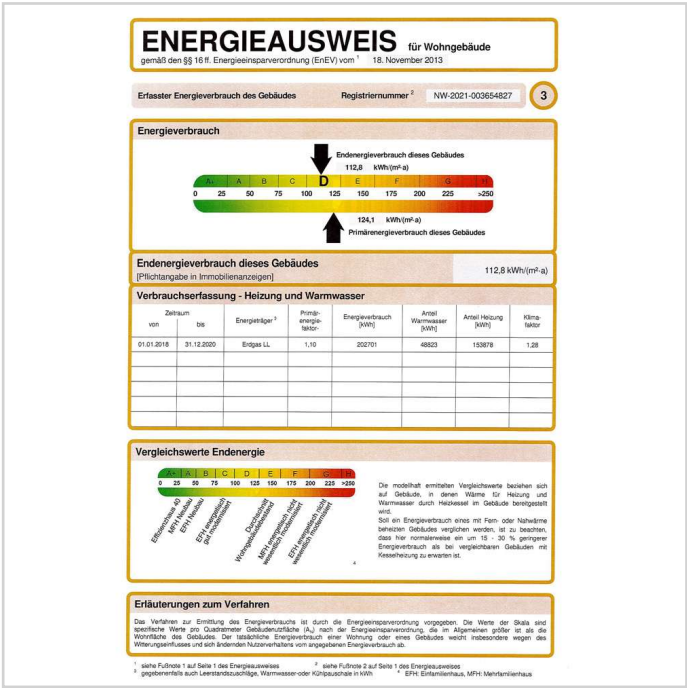 ENERGIEAUSWEIS für Wohngebäude
gemäß den §§ 16 ff. Energieeinsparverordnung (EnEV) vom ¹ 18. November 2013
Erfasster Energieverbrauch des Gebäudes Registriernummer ² NW-2021-003654827 3
Energieverbrauch
Endenergieverbrauch dieses Gebäudes
112,8 kWh/(m²·a)
A+ A B C D E F G H
0 25 50 75 100 125 150 175 200 225 >250
124,1 kWh/(m²·a)
Primärenergieverbrauch dieses Gebäudes
Endenergieverbrauch dieses Gebäudes
[Pflichtangabe in Immobilienanzeigen]
112,8 kWh/(m²·a)
Verbrauchserfassung - Heizung und Warmwasser
Zeitraum
von bis
Energieträger ³
Primär-
energie-
faktor-
Energieverbrauch
[kWh]
Anteil
Warmwasser
[kWh]
Anteil Heizung
[kWh]
Klima-
faktor
01.01.2018 31.12.2020 Erdgas LL 1,10 202701 48823 153878 1,28
Vergleichswerte Endenergie
A+ A B C D E F G H
0 25 50 75 100 125 150 175 200 225 >250
Effizienzhaus 40
MFH Neubau
EFH Neubau
EFH energetisch
gut modernisiert
Durchschnitt
Wohngebäudebestand
MFH energetisch nicht
wesentlich modernisiert
EFH energetisch nicht
wesentlich modernisiert
4
Die modellhaft ermittelten Vergleichswerte beziehen sich
auf Gebäude, in denen Wärme für Heizung und
Warmwasser durch Heizkessel im Gebäude bereitgestellt
wird.
Soll ein Energieverbrauch eines mit Fern- oder Nahwärme
beheizten Gebäudes verglichen werden, ist zu beachten,
dass hier normalerweise ein um 15 - 30 % geringerer
Energieverbrauch als bei vergleichbaren Gebäuden mit
Kesselheizung zu erwarten ist.
Erläuterungen zum Verfahren
Das Verfahren zur Ermittlung des Energieverbrauchs ist durch die Energieeinsparverordnung vorgegeben. Die Werte der Skala sind
spezifische Werte pro Quadratmeter Gebäudenutzfläche (A_N) nach der Energieeinsparverordnung, die im Allgemeinen größer ist als die
Wohnfläche des Gebäudes. Der tatsächliche Energieverbrauch einer Wohnung oder eines Gebäudes weicht insbesondere wegen des
Witterungseinflusses und sich ändernden Nutzerverhaltens vom angegebenen Energieverbrauch ab.
¹ siehe Fußnote 1 auf Seite 1 des Energieausweises ² siehe Fußnote 2 auf Seite 1 des Energieausweises
³ gegebenenfalls auch Leerstandszuschläge, Warmwasser-oder Kühlpauschale in kWh ⁴ EFH: Einfamilienhaus, MFH: Mehrfamilienhaus